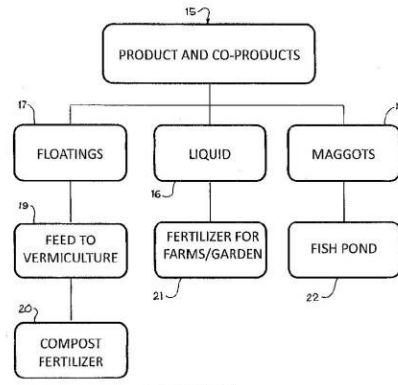 15
PRODUCT AND CO-PRODUCTS
17
FLOATINGS
LIQUID
16
MAGGOTS
19
FEED TO
VERMICULTURE
FERTILIZER FOR
FARMS/GARDEN
21
FISH POND
22
20
COMPOST
FERTILIZER